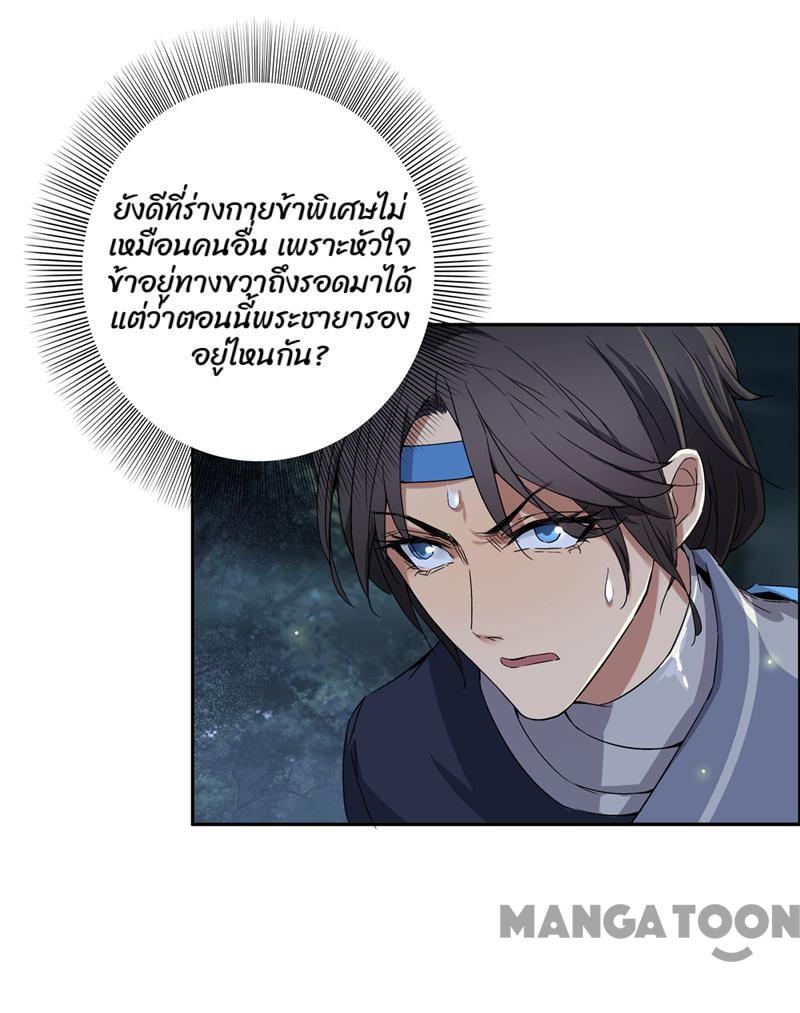 ยังดีที่ร่างกายข้าพิเศษไม่
เหมือนคนอื่น เพราะหัวใจ
ข้าอยู่ทางขวาถึงรอดมาได้
แต่ว่าตอนนี้พระชายารอง
อยู่ไหนกัน?
MANGATOON